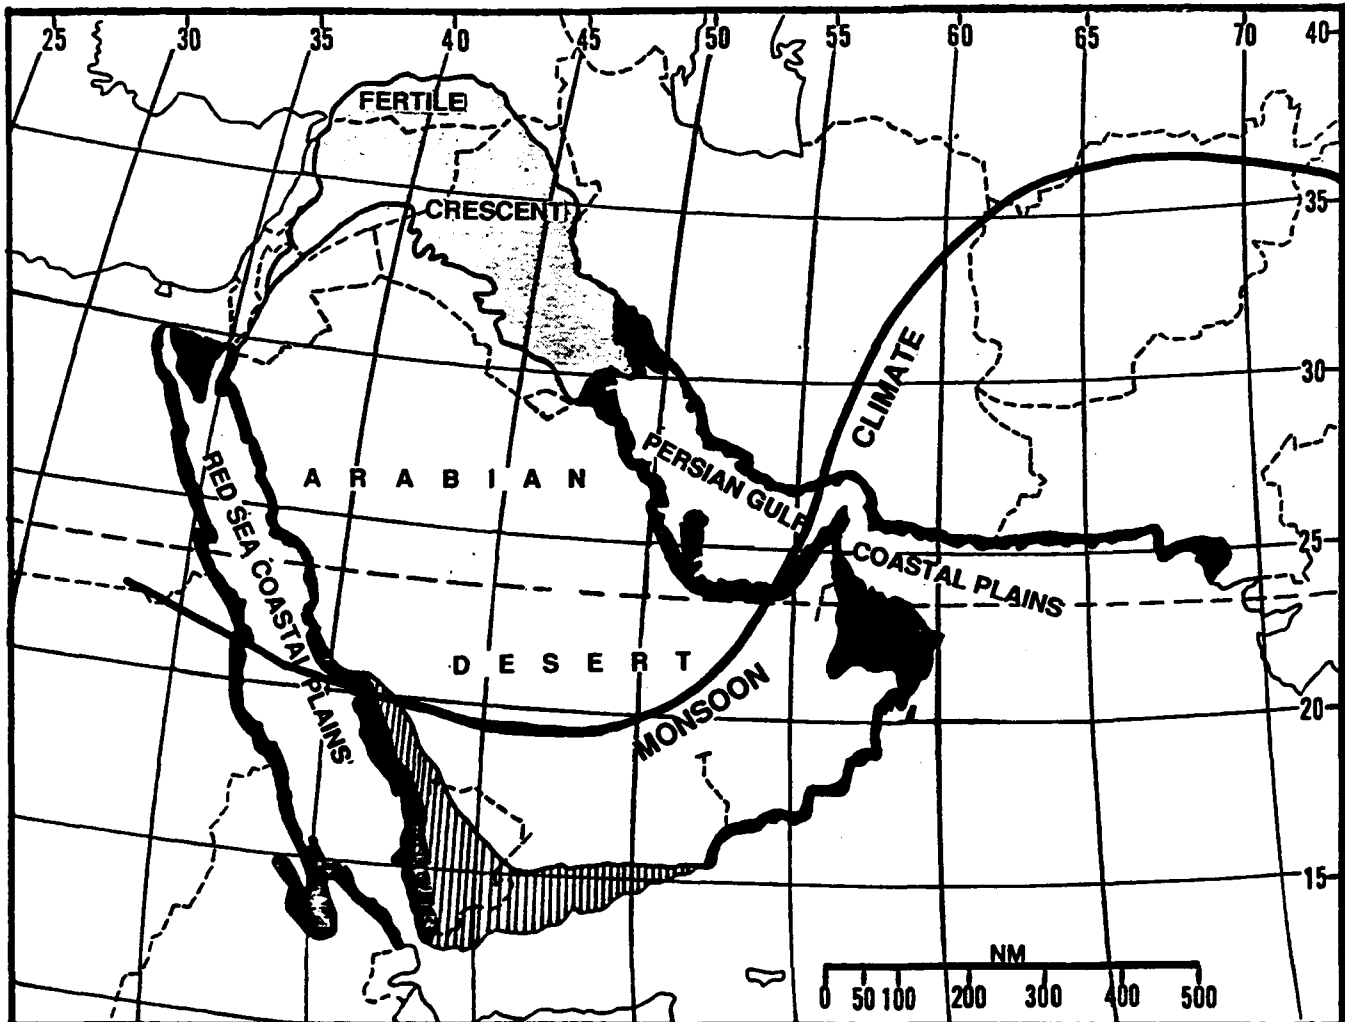 25 30 35 40 45 50 55 60 65 70 40
FERTILE
CRESCENT
35
CLIMATE
30
PERSIAN GULF
ARABIAN
RED SEA COASTAL PLAINS
25
COASTAL PLAINS
DESERT
MONSOON
20
15
NM
0 50 100 200 300 400 500